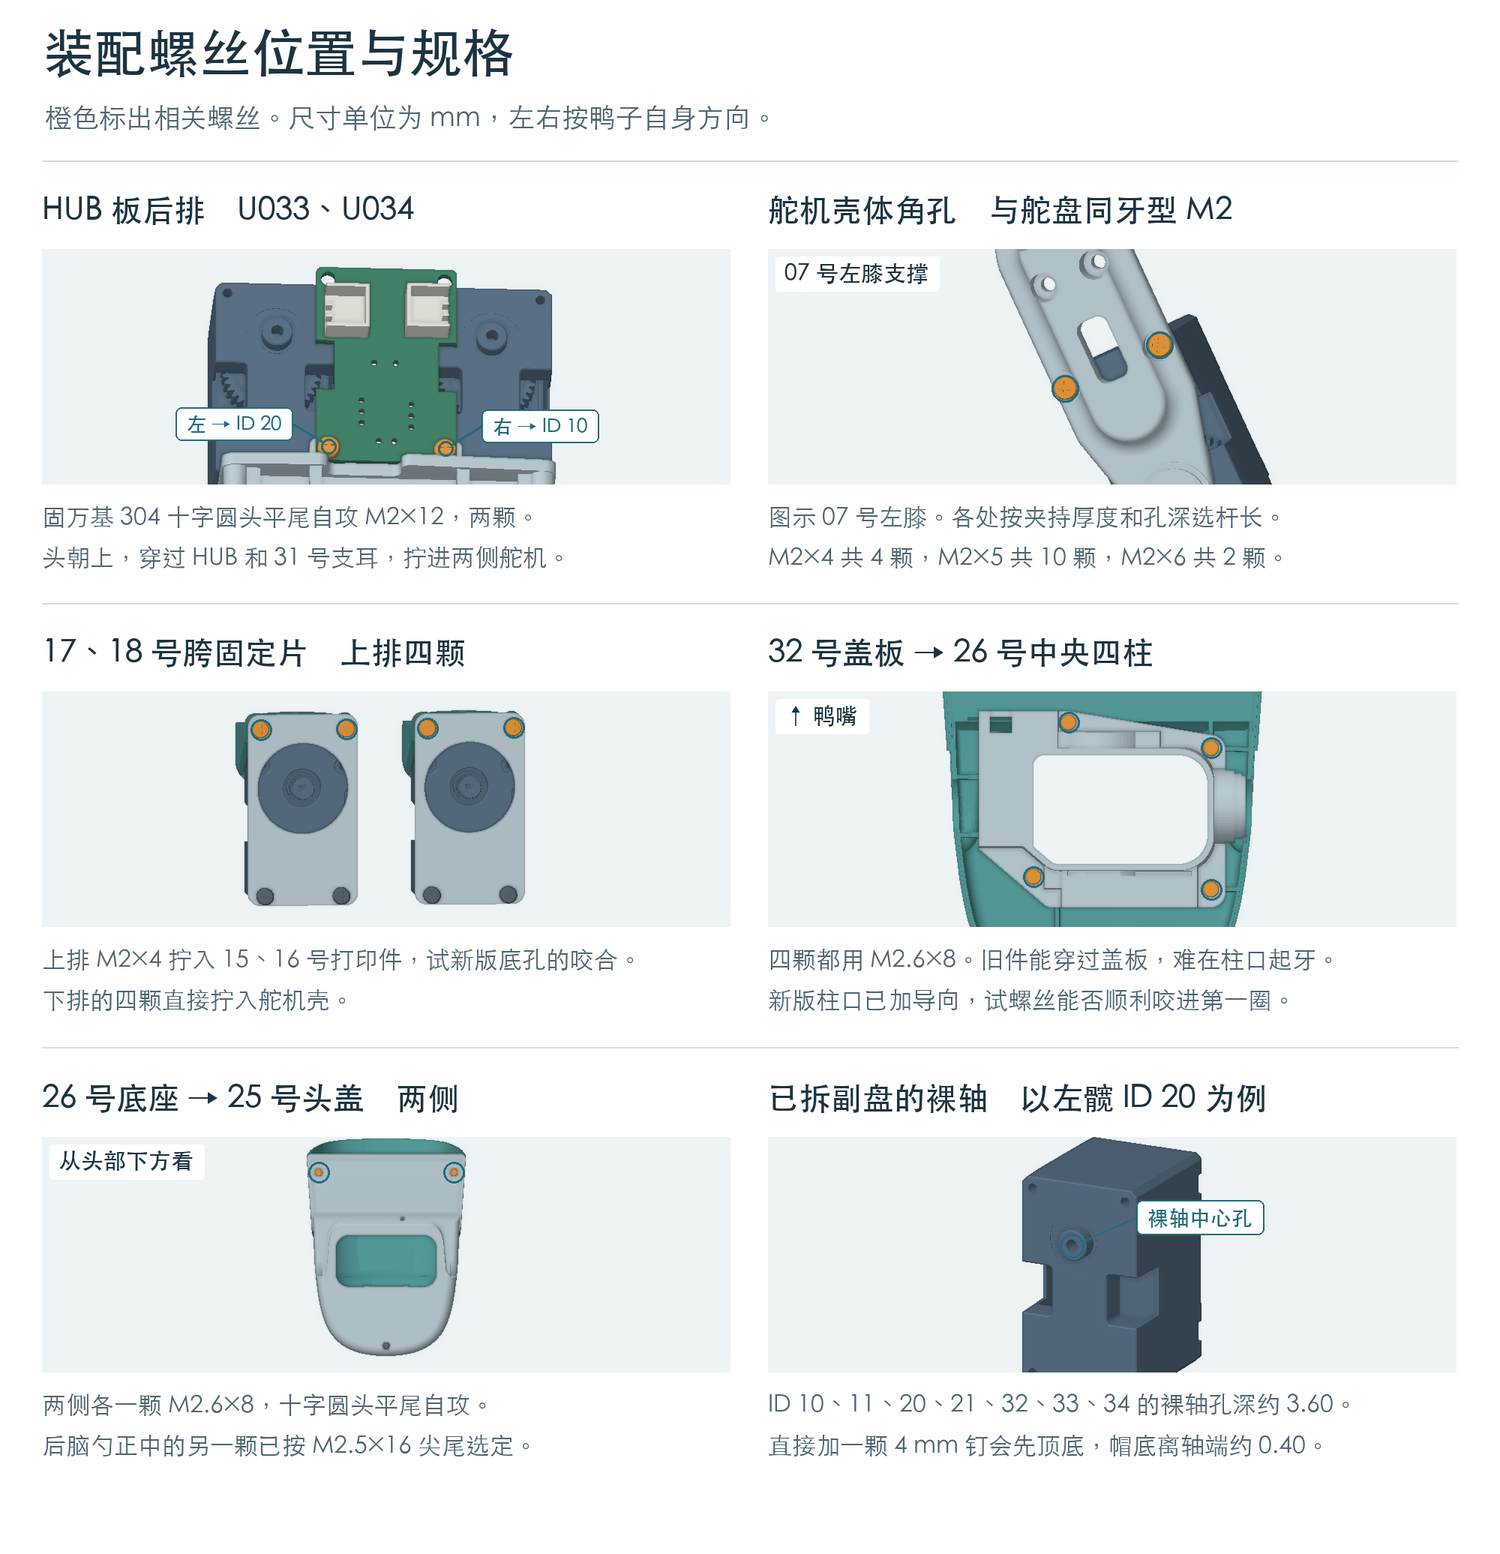 装配螺丝位置与规格
橙色标出相关螺丝。尺寸单位为 mm，左右按鸭子自身方向。
HUB 板后排　U033、U034
左 → ID 20
右 → ID 10
固万基 304 十字圆头平尾自攻 M2×12，两颗。
头朝上，穿过 HUB 和 31 号支耳，拧进两侧舵机。
舵机壳体角孔　与舵盘同牙型 M2
07 号左膝支撑
图示 07 号左膝。各处按夹持厚度和孔深选杆长。
M2×4 共 4 颗，M2×5 共 10 颗，M2×6 共 2 颗。
17、18 号胯固定片　上排四颗
上排 M2×4 拧入 15、16 号打印件，试新版底孔的咬合。
下排的四颗直接拧入舵机壳。
32 号盖板 → 26 号中央四柱
↑ 鸭嘴
四颗都用 M2.6×8。旧件能穿过盖板，难在柱口起牙。
新版柱口已加导向，试螺丝能否顺利咬进第一圈。
26 号底座 → 25 号头盖　两侧
从头部下方看
两侧各一颗 M2.6×8，十字圆头平尾自攻。
后脑勺正中的另一颗已按 M2.5×16 尖尾选定。
已拆副盘的裸轴　以左髋 ID 20 为例
裸轴中心孔
ID 10、11、20、21、32、33、34 的裸轴孔深约 3.60。
直接加一颗 4 mm 钉会先顶底，帽底离轴端约 0.40。